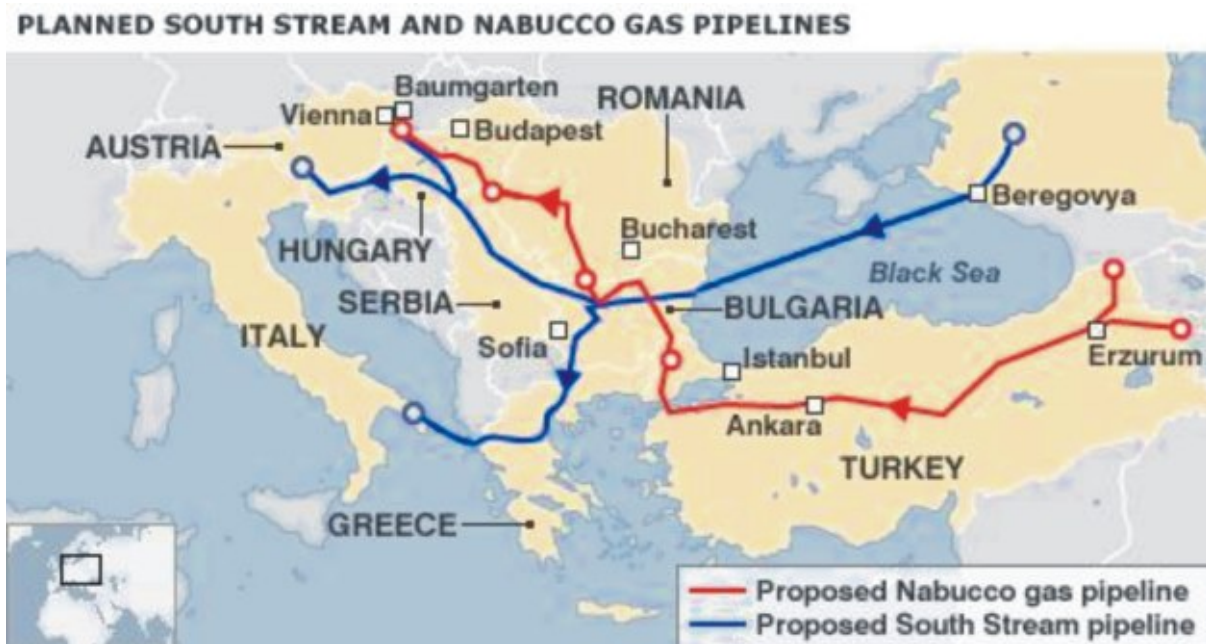 PLANNED SOUTH STREAM AND NABUCCO GAS PIPELINES
Baumgarten
Vienna
Budapest
ROMANIA
AUSTRIA
Beregovya
Bucharest
HUNGARY
Black Sea
SERBIA
BULGARIA
ITALY
Sofia
Istanbul
Erzurum
Ankara
TURKEY
GREECE
Proposed Nabucco gas pipeline
Proposed South Stream pipeline